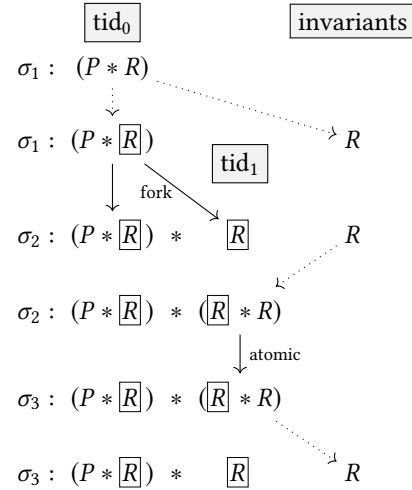 tid₀ invariants
σ₁ : (P ∗ R)
σ₁ : (P ∗ R) R
tid₁
fork
σ₂ : (P ∗ R) ∗ R R
σ₂ : (P ∗ R) ∗ (R ∗ R)
atomic
σ₃ : (P ∗ R) ∗ (R ∗ R)
σ₃ : (P ∗ R) ∗ R R